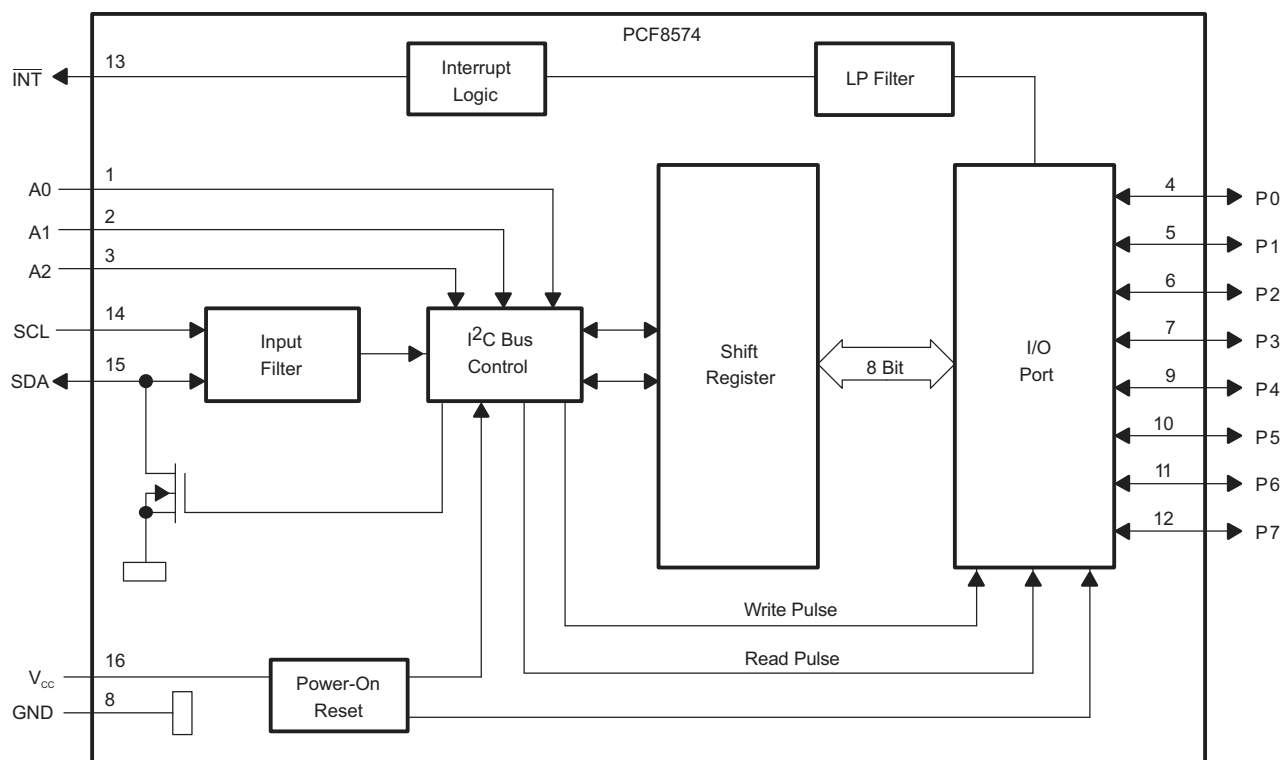 PCF8574
INT
13
Interrupt
Logic
LP Filter
A0
1
A1
2
A2
3
SCL
14
SDA
15
Input
Filter
I²C Bus
Control
Shift
Register
8 Bit
I/O
Port
4
P0
5
P1
6
P2
7
P3
9
P4
10
P5
11
P6
12
P7
Write Pulse
Read Pulse
VCC
16
GND
8
Power-On
Reset